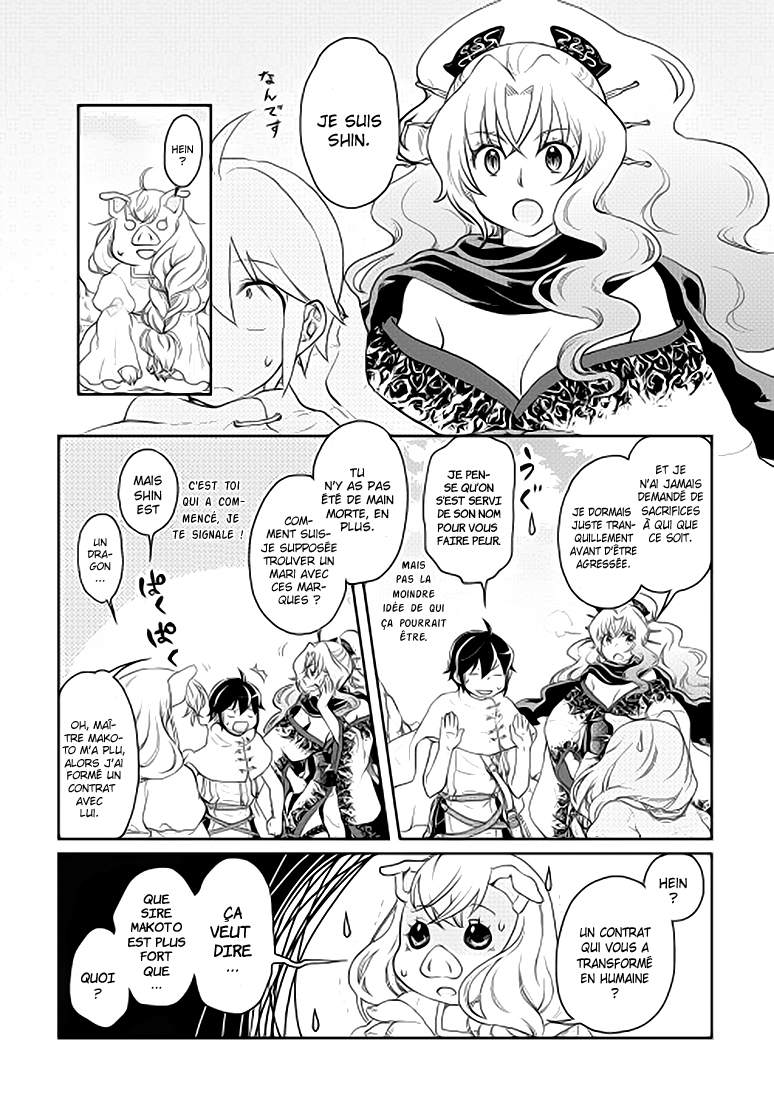 JE SUIS
SHIN.
なんです
HEIN
?
ET JE
N'AI JAMAIS
DEMANDÉ DE
SACRIFICES
À QUI QUE
CE SOIT.
JE DORMAIS
JUSTE TRAN-
QUILLEMENT
AVANT D'ÊTRE
AGRESSÉE.
うぐ
JE PEN-
SE QU'ON
S'EST SERVI
DE SON NOM
POUR VOUS
FAIRE PEUR.
MAIS
PAS LA
MOINDRE
IDÉE DE QUI
ÇA POURRAIT
ÊTRE.
TU
N'Y AS PAS
ÉTÉ DE MAIN
MORTE, EN
PLUS.
COM-
MENT SUIS-
JE SUPPOSÉE
TROUVER UN
MARI AVEC
CES MAR-
QUES ?
C'EST TOI
QUI A COM-
MENCÉ, JE
TE SIGNALE !
MAIS
SHIN EST
UN
DRA-
GON
...
ぱくぱく
OH, MAÎ-
TRE MAKO-
TO M'A PLU,
ALORS J'AI
FORMÉ UN
CONTRAT
AVEC
LUI.
HEIN
?
UN CONTRAT
QUI VOUS A
TRANSFORMÉ
EN HUMAINE
?
ÇA
VEUT
DIRE
...
QUE
SIRE
MAKOTO
EST PLUS
FORT
QUE
...
QUOI
?